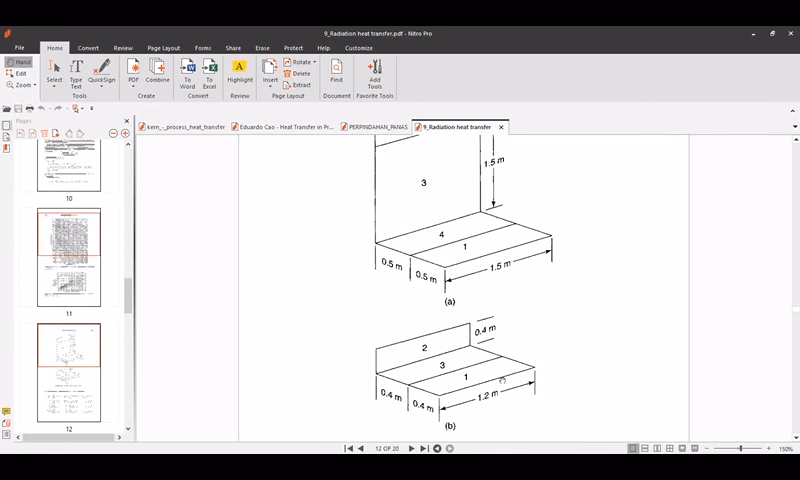 9_Radiation heat transfer.pdf - Nitro Pro
File Home Convert Review Page Layout Forms Share Erase Protect Help Customize
Hand
Edit
Zoom
Select
Type Text
QuickSign
PDF
Combine
To Word
To Excel
Highlight
Insert
Rotate
Delete
Extract
Find
Add Tools
Tools Create Convert Review Page Layout Document Favorite Tools
Pages
kern_-_process_heat_transfer Eduardo Cao - Heat Transfer in Pr... PERPINDAHAN_PANAS 9_Radiation heat transfer
10
11
12
3
1.5 m
4
1
0.5 m
0.5 m
1.5 m
(a)
0.4 m
2
3
1
0.4 m
0.4 m
1.2 m
(b)
12 OF 20
150%